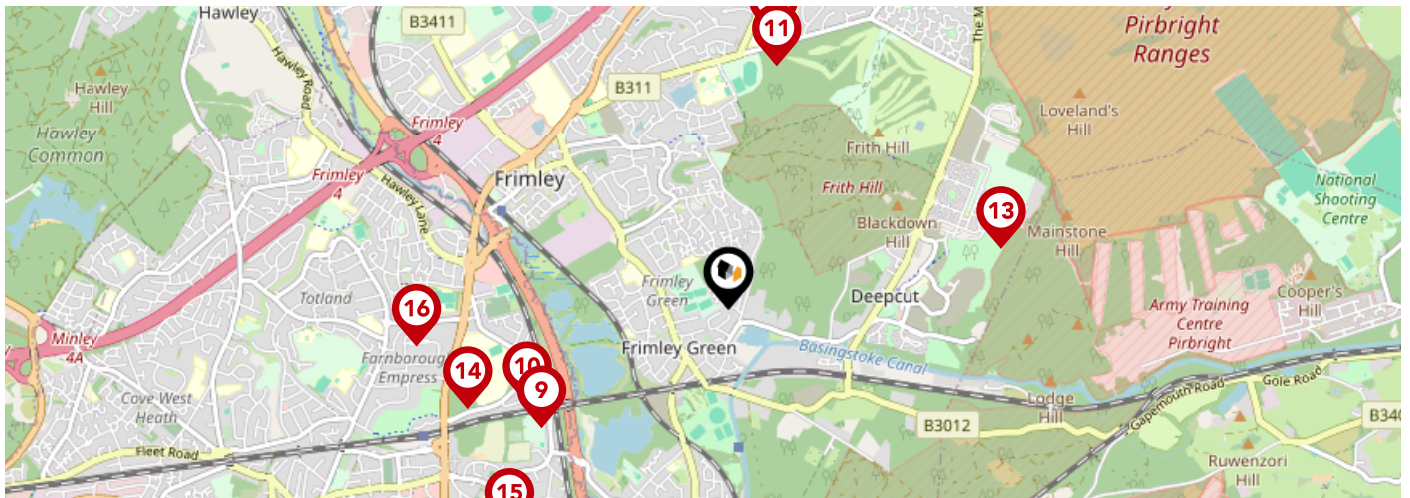 Hawley
B3411
11
Pirbright
Ranges
The M
Hawley
Hill
Hawley Road
B311
Loveland's
Hill
Hawley
Common
Frimley
4
Frith Hill
Frimley
4
Frimley
Hawley Lane
Frith Hill
National
Shooting
Centre
13
Blackdown
Hill
Mainstone
Hill
Frimley
Green
Totland
16
Deepcut
Cooper's
Hill
Army Training
Centre
Pirbright
Minley
4A
Frimley Green
Basingstoke Canal
Farnborough
Empress
14
10
9
Gole Road
Gapemouth Road
Cove West
Heath
Lodge
Hill
B3012
B340
Fleet Road
Ruwenzori
Hill
15